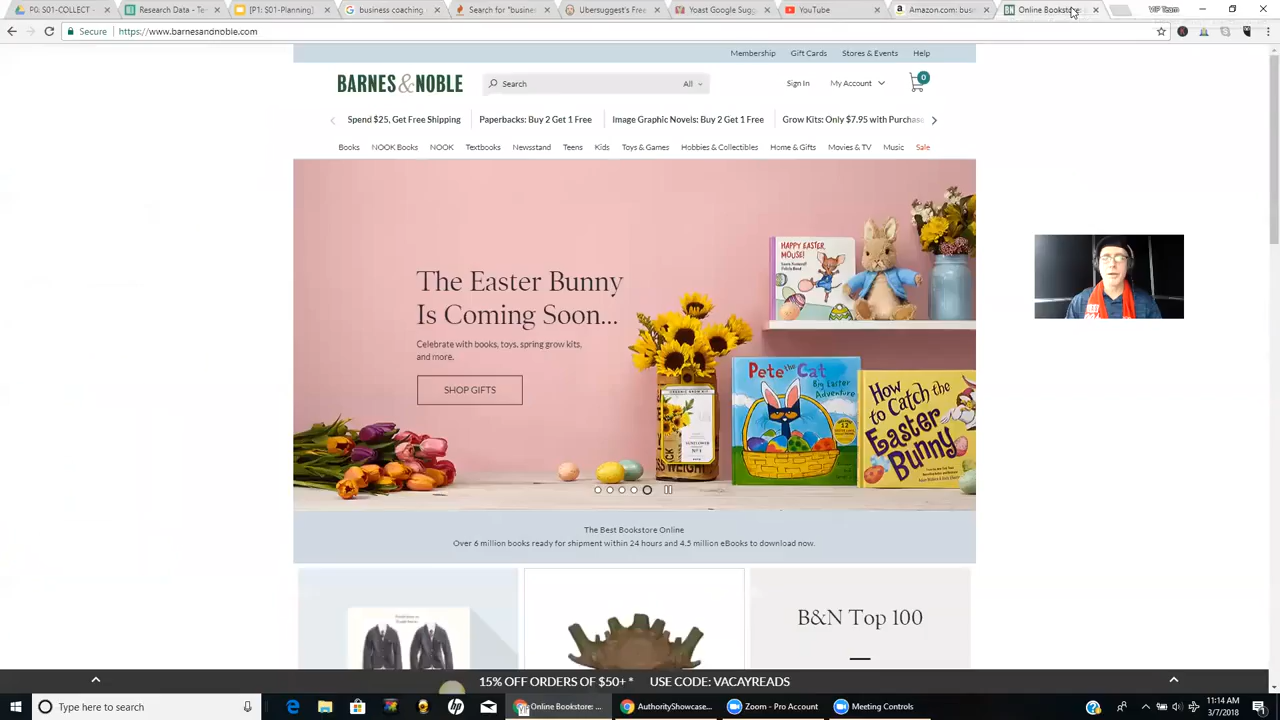 PG: S01-COLLECT -
Research Data - Te
[P1: S01-Planning]
business coaching
Search for "busine
Ubersuggest's Free
Yoast Google Sugg
YouTube
Amazon.com: busi
Online Bookstore:
VIP Team
Secure
https://www.barnesandnoble.com
Membership Gift Cards Stores & Events Help
BARNES&NOBLE
Search
All
Sign In
My Account
0
Spend $25, Get Free Shipping
Paperbacks: Buy 2 Get 1 Free
Image Graphic Novels: Buy 2 Get 1 Free
Grow Kits: Only $7.95 with Purchase
Books NOOK Books NOOK Textbooks Newsstand Teens Kids Toys & Games Hobbies & Collectibles Home & Gifts Movies & TV Music Sale
The Easter Bunny
Is Coming Soon...
Celebrate with books, toys, spring grow kits,
and more.
SHOP GIFTS
HAPPY EASTER,
MOUSE!
Pete the Cat
Big Easter
Adventure
How
to Catch the
Easter
Bunny
The Best Bookstore Online
Over 6 million books ready for shipment within 24 hours and 4.5 million eBooks to download now.
B&N Top 100
15% OFF ORDERS OF $50+* USE CODE: VACAYREADS
Type here to search
Online Bookstore: ...
AuthorityShowcase...
Zoom - Pro Account
Meeting Controls
11:14 AM
3/7/2018